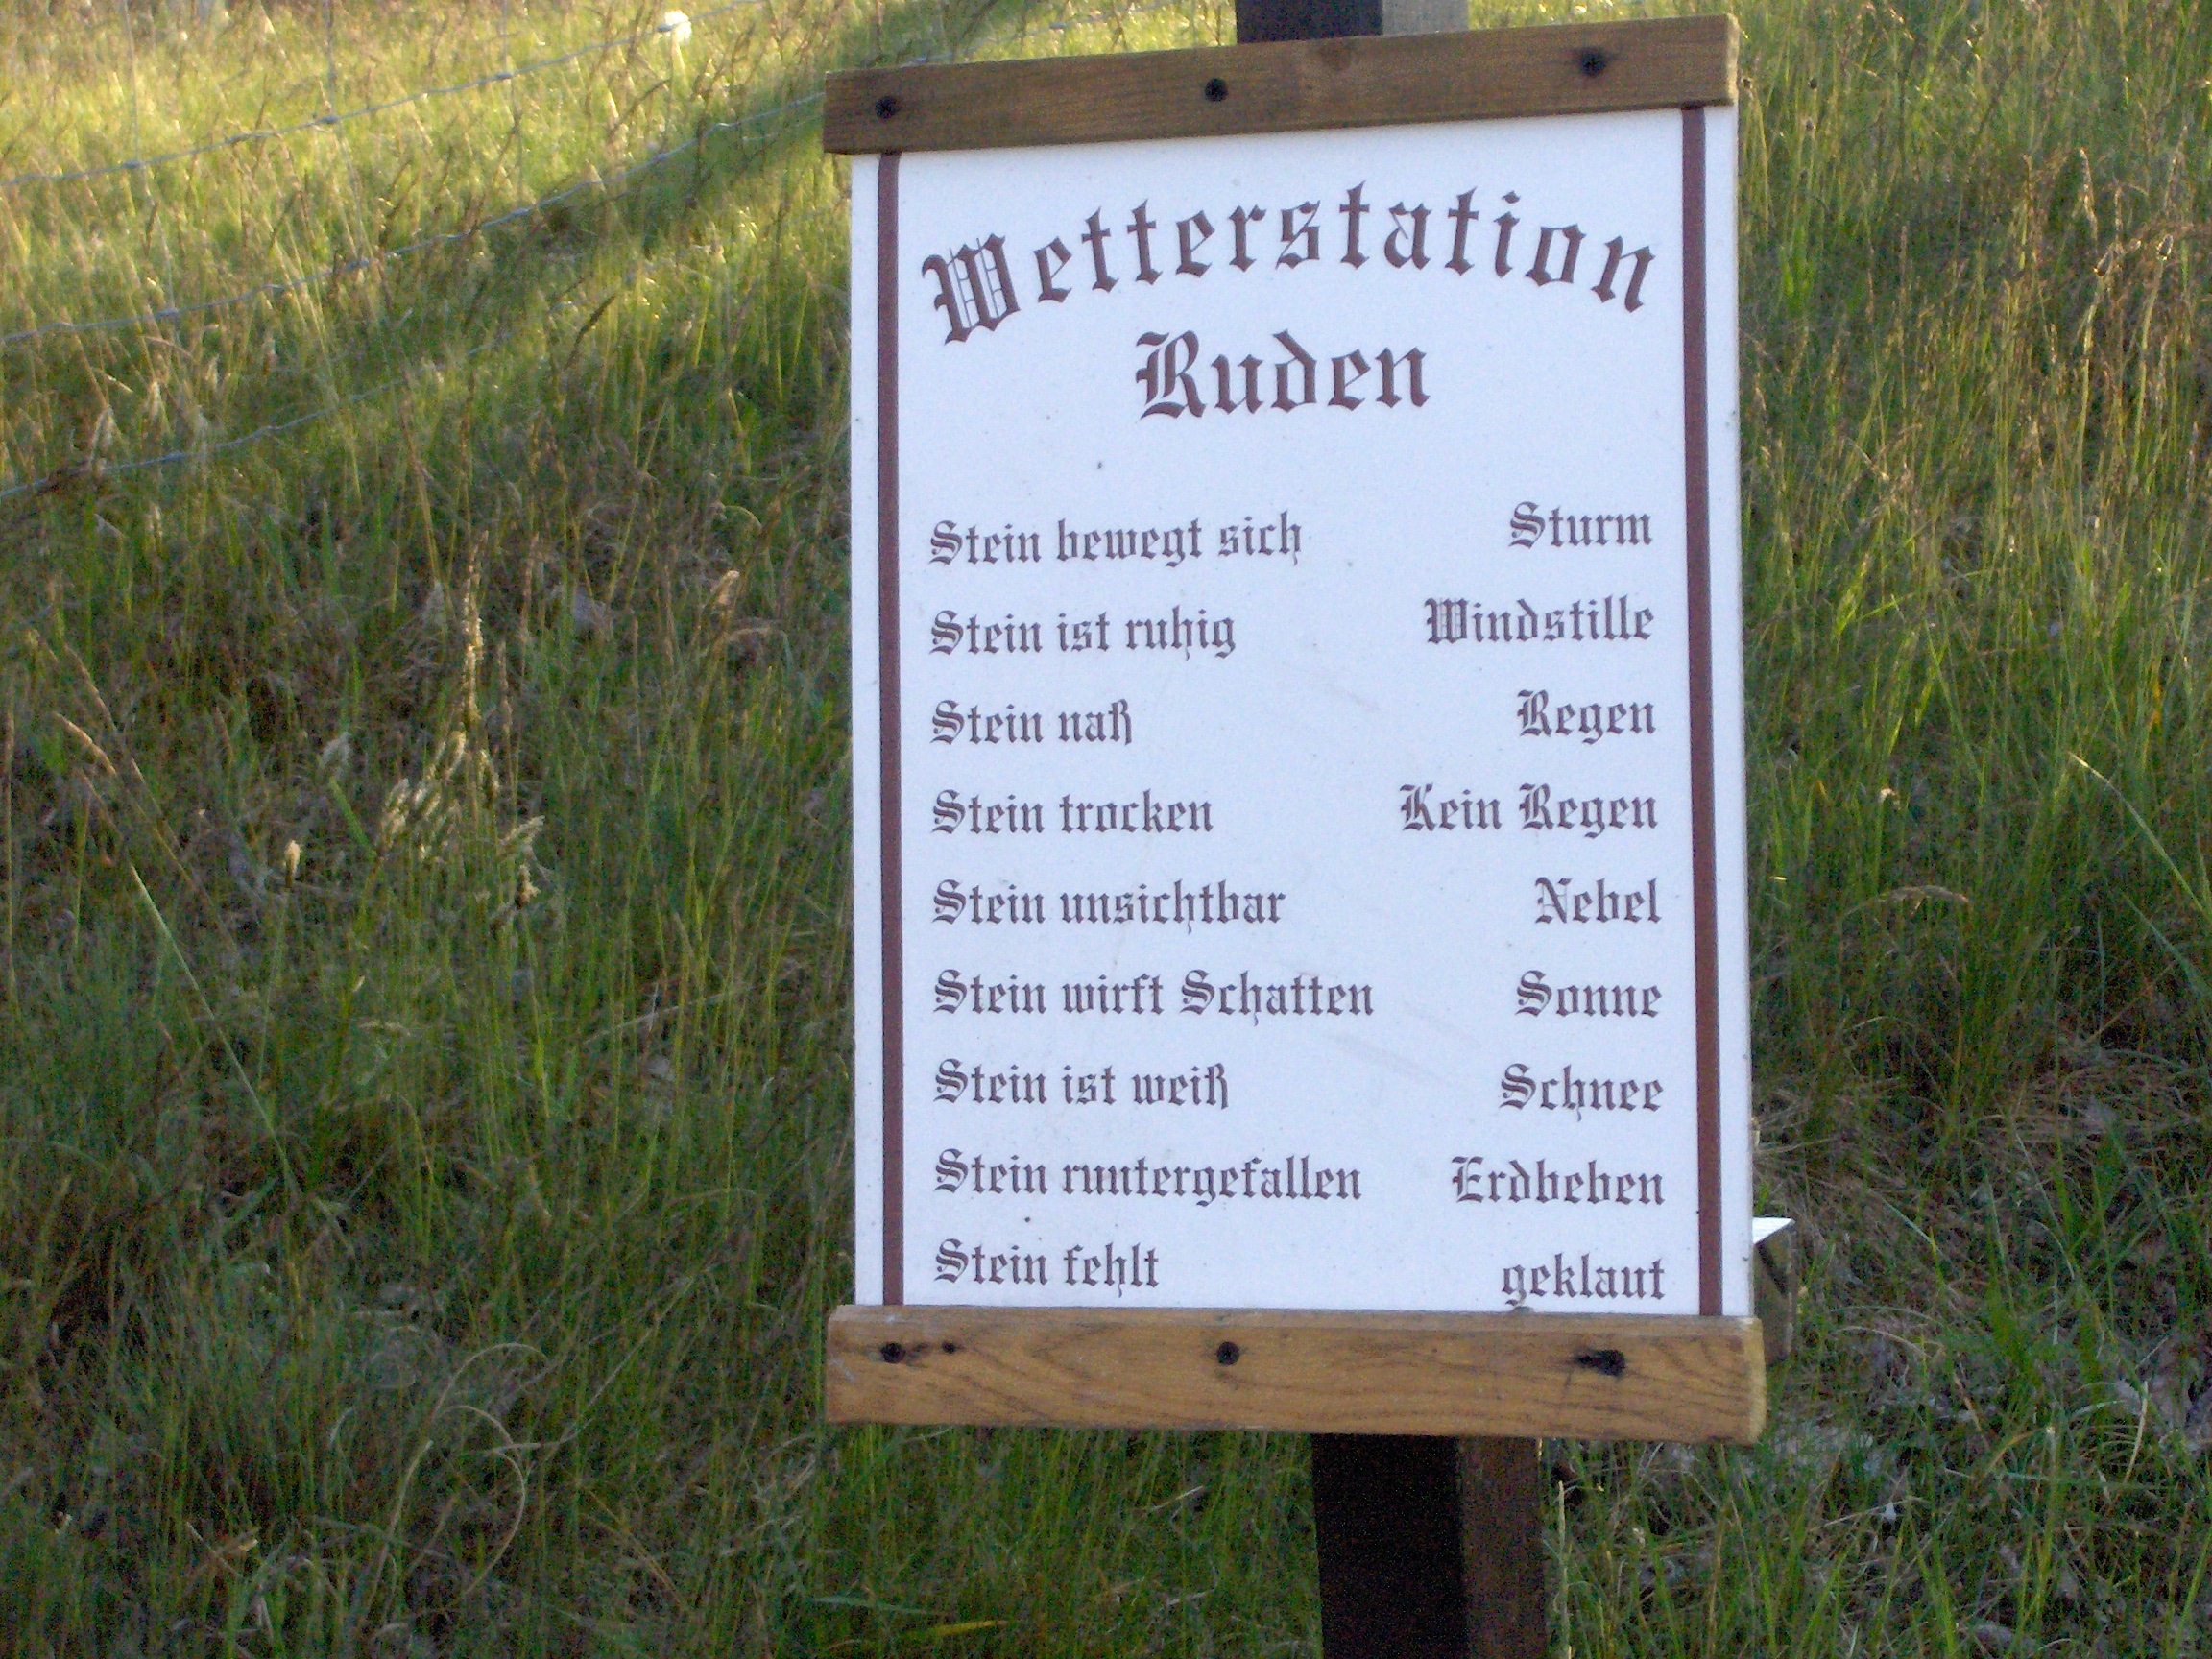 Wetterstation
Ruden
Stein bewegt sich Sturm
Stein ist ruhig Windstille
Stein naß Regen
Stein trocken Kein Regen
Stein unsichtbar Nebel
Stein wirft Schatten Sonne
Stein ist weiß Schnee
Stein runtergefallen Erdbeben
Stein fehlt geklaut